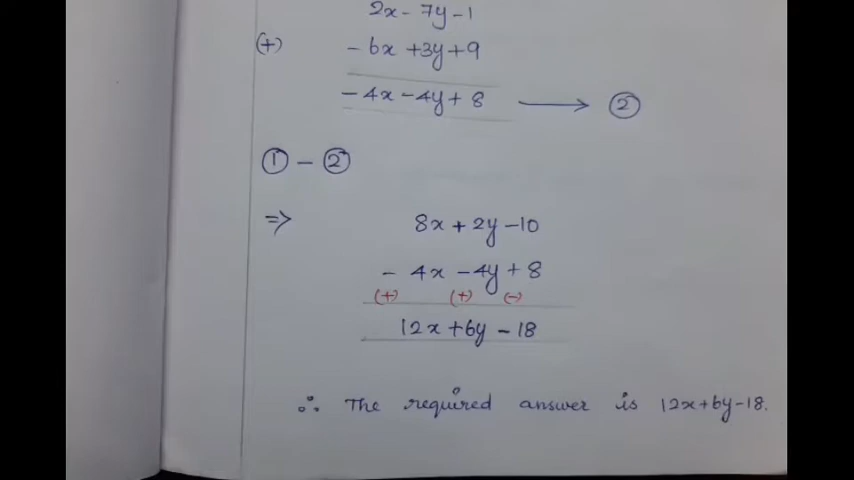 2x - 7y - 1
(+) - 6x + 3y + 9
- 4x - 4y + 8 ⟶ ②
① - ②
⇒ 8x + 2y - 10
- 4x - 4y + 8
(+) (+) (-)
12x + 6y - 18
∴ The required answer is 12x+6y-18.